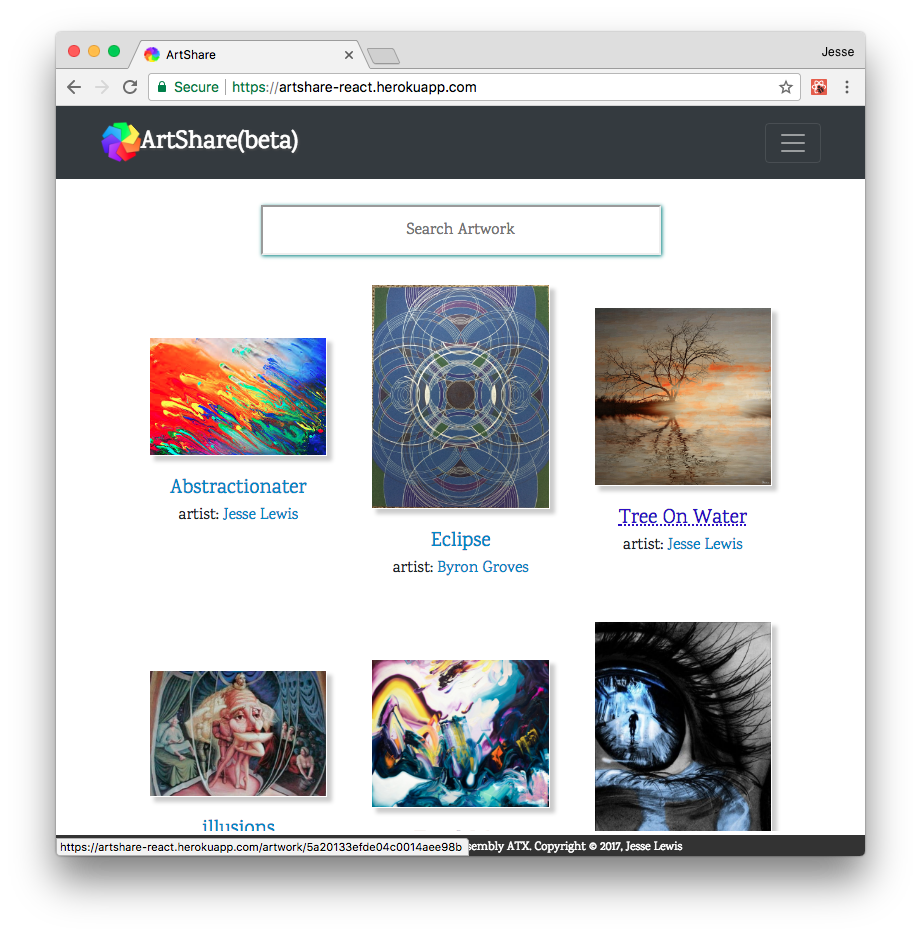 ArtShare
Jesse
Secure
https://artshare-react.herokuapp.com
ArtShare(beta)
Search Artwork
Abstractionater
artist: Jesse Lewis
Eclipse
artist: Byron Groves
Tree On Water
artist: Jesse Lewis
illusions
https://artshare-react.herokuapp.com/artwork/5a20133efde04c0014aee98b
sembly ATX. Copyright © 2017, Jesse Lewis